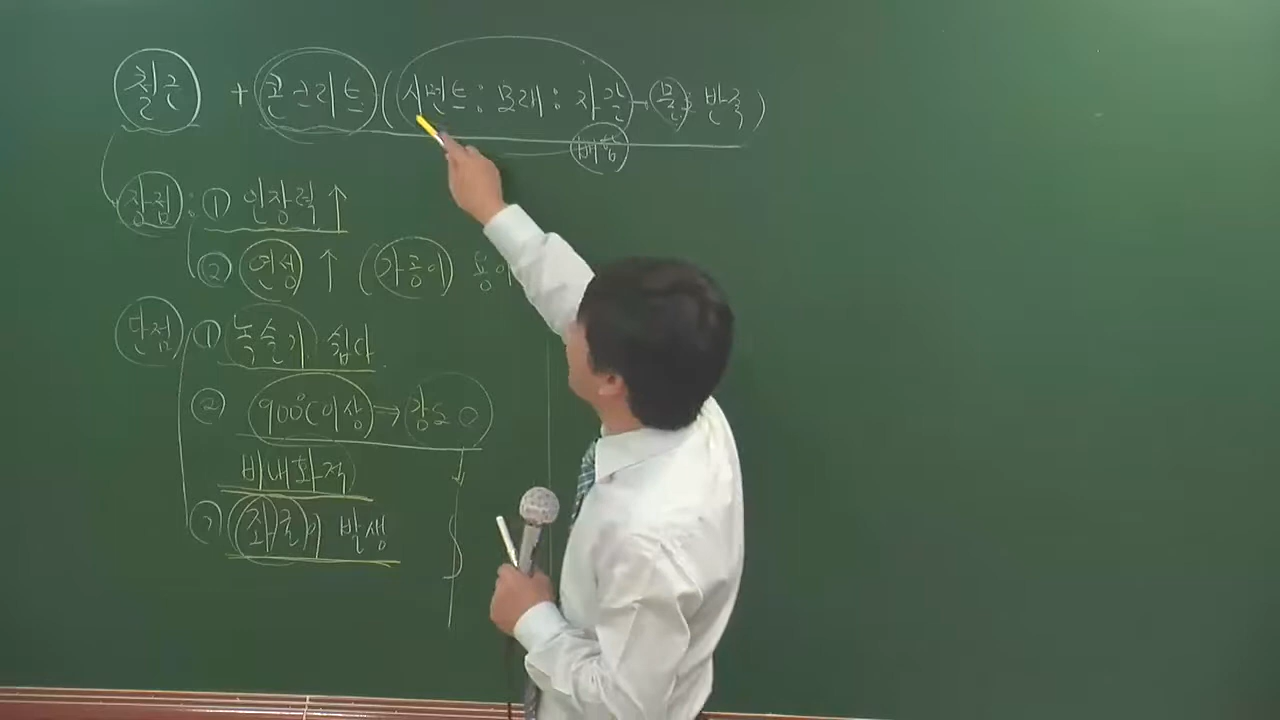 철근 + 콘크리트 (시멘트 : 모래 : 자갈 → 물 : 반죽)
배합
장점 : ① 인장력 ↑
② 연성 ↑ (가공이 용이
단점 ① 녹슬기 쉽다.
② 900℃이상 ⇒ 강도 0
비내화적
③ 좌굴이 발생